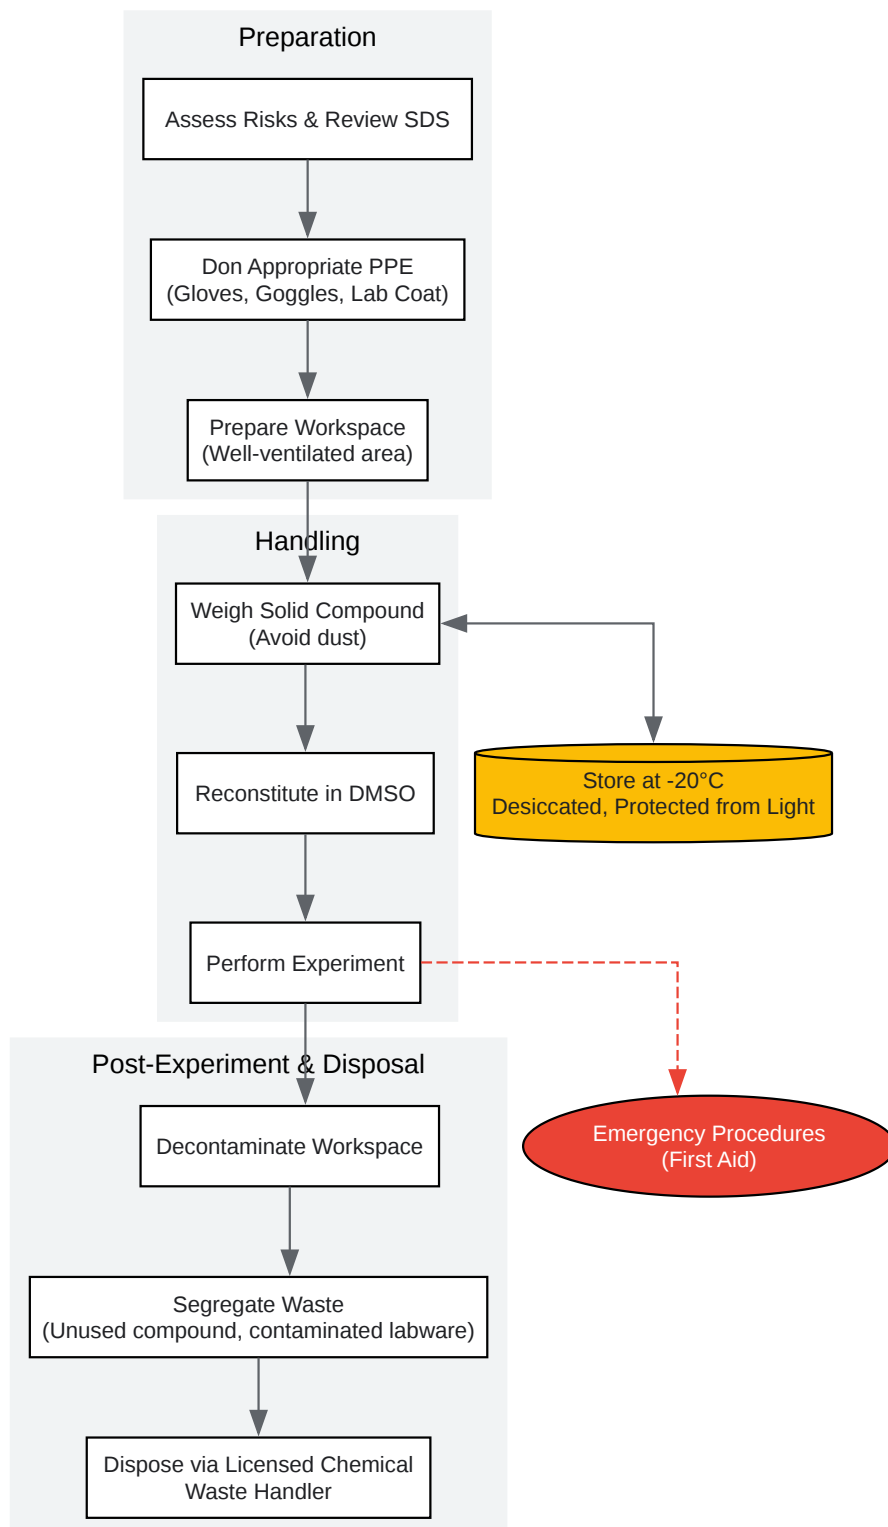 Preparation
Assess Risks & Review SDS
Don Appropriate PPE
(Gloves, Goggles, Lab Coat)
Prepare Workspace
(Well-ventilated area)
Handling
Weigh Solid Compound
(Avoid dust)
Store at -20°C
Desiccated, Protected from Light
Reconstitute in DMSO
Perform Experiment
Post-Experiment & Disposal
Decontaminate Workspace
Emergency Procedures
(First Aid)
Segregate Waste
(Unused compound, contaminated labware)
Dispose via Licensed Chemical
Waste Handler